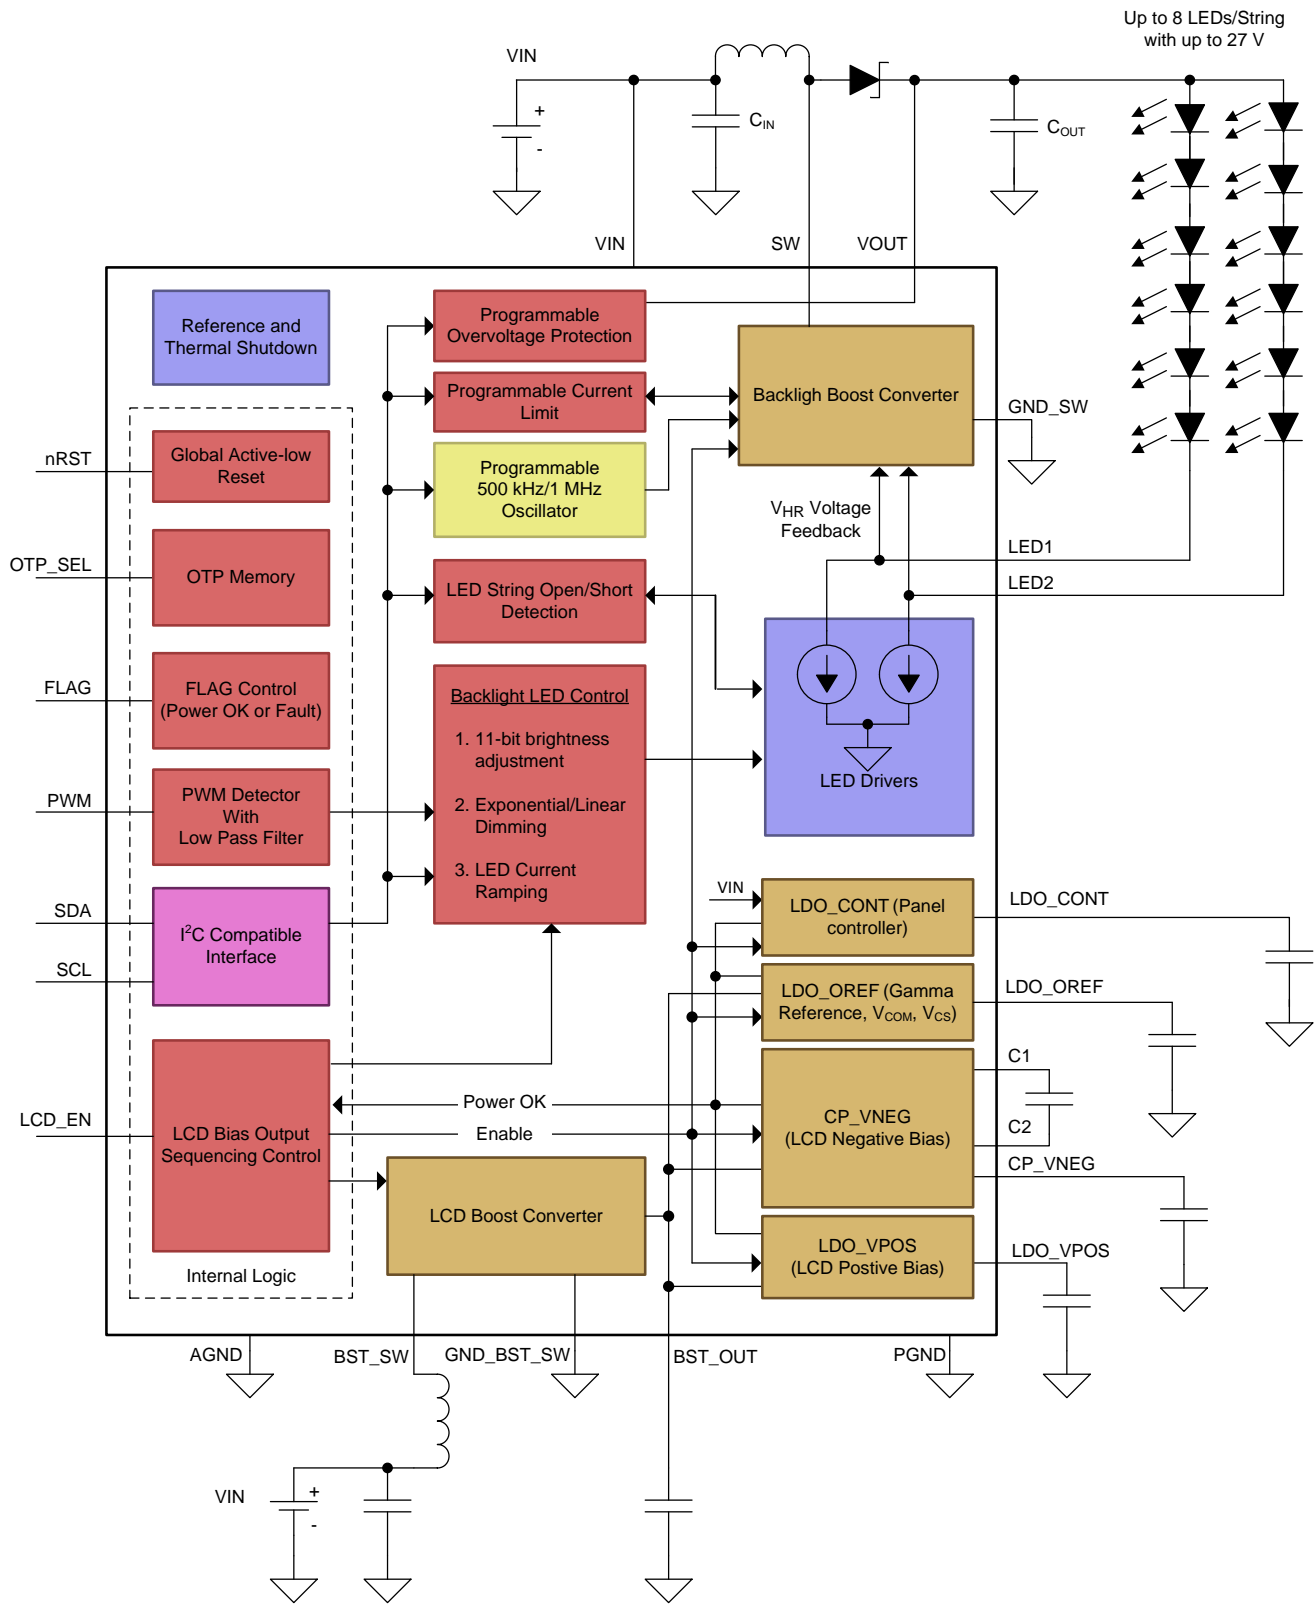 Up to 8 LEDs/String
with up to 27 V
VIN
+
-
CIN
COUT
VIN
SW
VOUT
Reference and
Thermal Shutdown
Programmable
Overvoltage Protection
Programmable Current
Limit
Backligh Boost Converter
GND_SW
nRST
Global Active-low
Reset
Programmable
500 kHz/1 MHz
Oscillator
VHR Voltage
Feedback
LED1
OTP_SEL
OTP Memory
LED String Open/Short
Detection
LED2
FLAG
FLAG Control
(Power OK or Fault)
Backlight LED Control
1. 11-bit brightness
adjustment
2. Exponential/Linear
Dimming
3. LED Current
Ramping
LED Drivers
PWM
PWM Detector
With
Low Pass Filter
SDA
SCL
I2C Compatible
Interface
VIN
LDO_CONT (Panel
controller)
LDO_CONT
LDO_OREF (Gamma
Reference, VCOM, VCS)
LDO_OREF
C1
C2
CP_VNEG
(LCD Negative Bias)
CP_VNEG
Power OK
Enable
LCD_EN
LCD Bias Output
Sequencing Control
LCD Boost Converter
LDO_VPOS
(LCD Postive Bias)
LDO_VPOS
Internal Logic
AGND
BST_SW
GND_BST_SW
BST_OUT
PGND
VIN
+
-